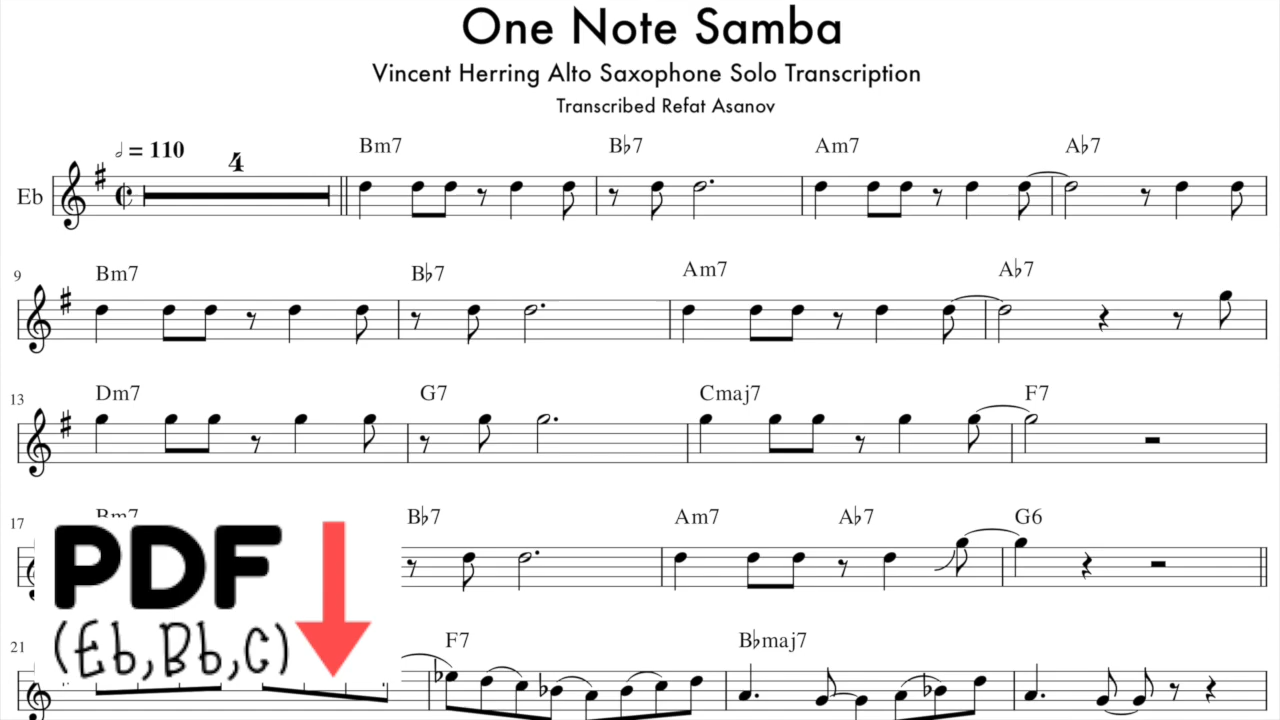 One Note Samba
Vincent Herring Alto Saxophone Solo Transcription
Transcribed Refat Asanov
𝅗𝅥 = 110
4
Bm7 B♭7 Am7 A♭7
Eb
9
Bm7 B♭7 Am7 A♭7
13
Dm7 G7 Cmaj7 F7
17
Bm7 B♭7 Am7 A♭7 G6
PDF
(Eb,Bb,C)
21
F7 B♭maj7